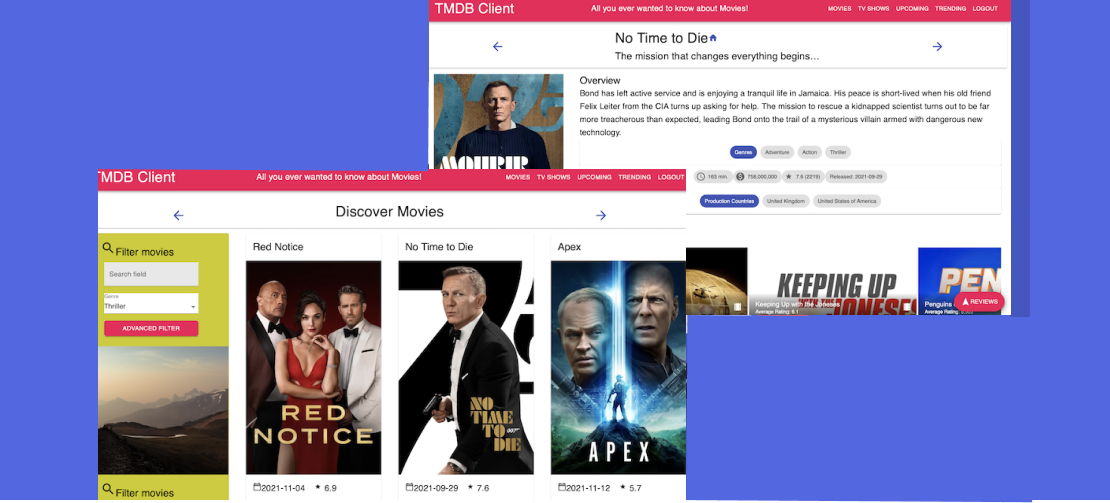 TMDB Client
All you ever wanted to know about Movies!
MOVIES TV SHOWS UPCOMING TRENDING LOGOUT
No Time to Die
The mission that changes everything begins...
Overview
Bond has left active service and is enjoying a tranquil life in Jamaica. His peace is short-lived when his old friend
Felix Leiter from the CIA turns up asking for help. The mission to rescue a kidnapped scientist turns out to be far
more treacherous than expected, leading Bond onto the trail of a mysterious villain armed with dangerous new
technology.
MOURIR
Genres Adventure Action Thriller
163 min. 758,000,000 7.6 (2219) Released: 2021-09-29
Production Countries United Kingdom United States of America
KEEPING UP
JONESES
Keeping Up with the Joneses
Average Rating: 6.1
PEN
Penguins
Average Rating:
REVIEWS
TMDB Client
All you ever wanted to know about Movies!
MOVIES TV SHOWS UPCOMING TRENDING LOGOUT
Discover Movies
Filter movies
Search field
Genre
Thriller
ADVANCED FILTER
Filter movies
Red Notice
RED
NOTICE
2021-11-04 6.9
No Time to Die
NO
TIME
TO
DIE
007
2021-09-29 7.6
Apex
APEX
2021-11-12 5.7